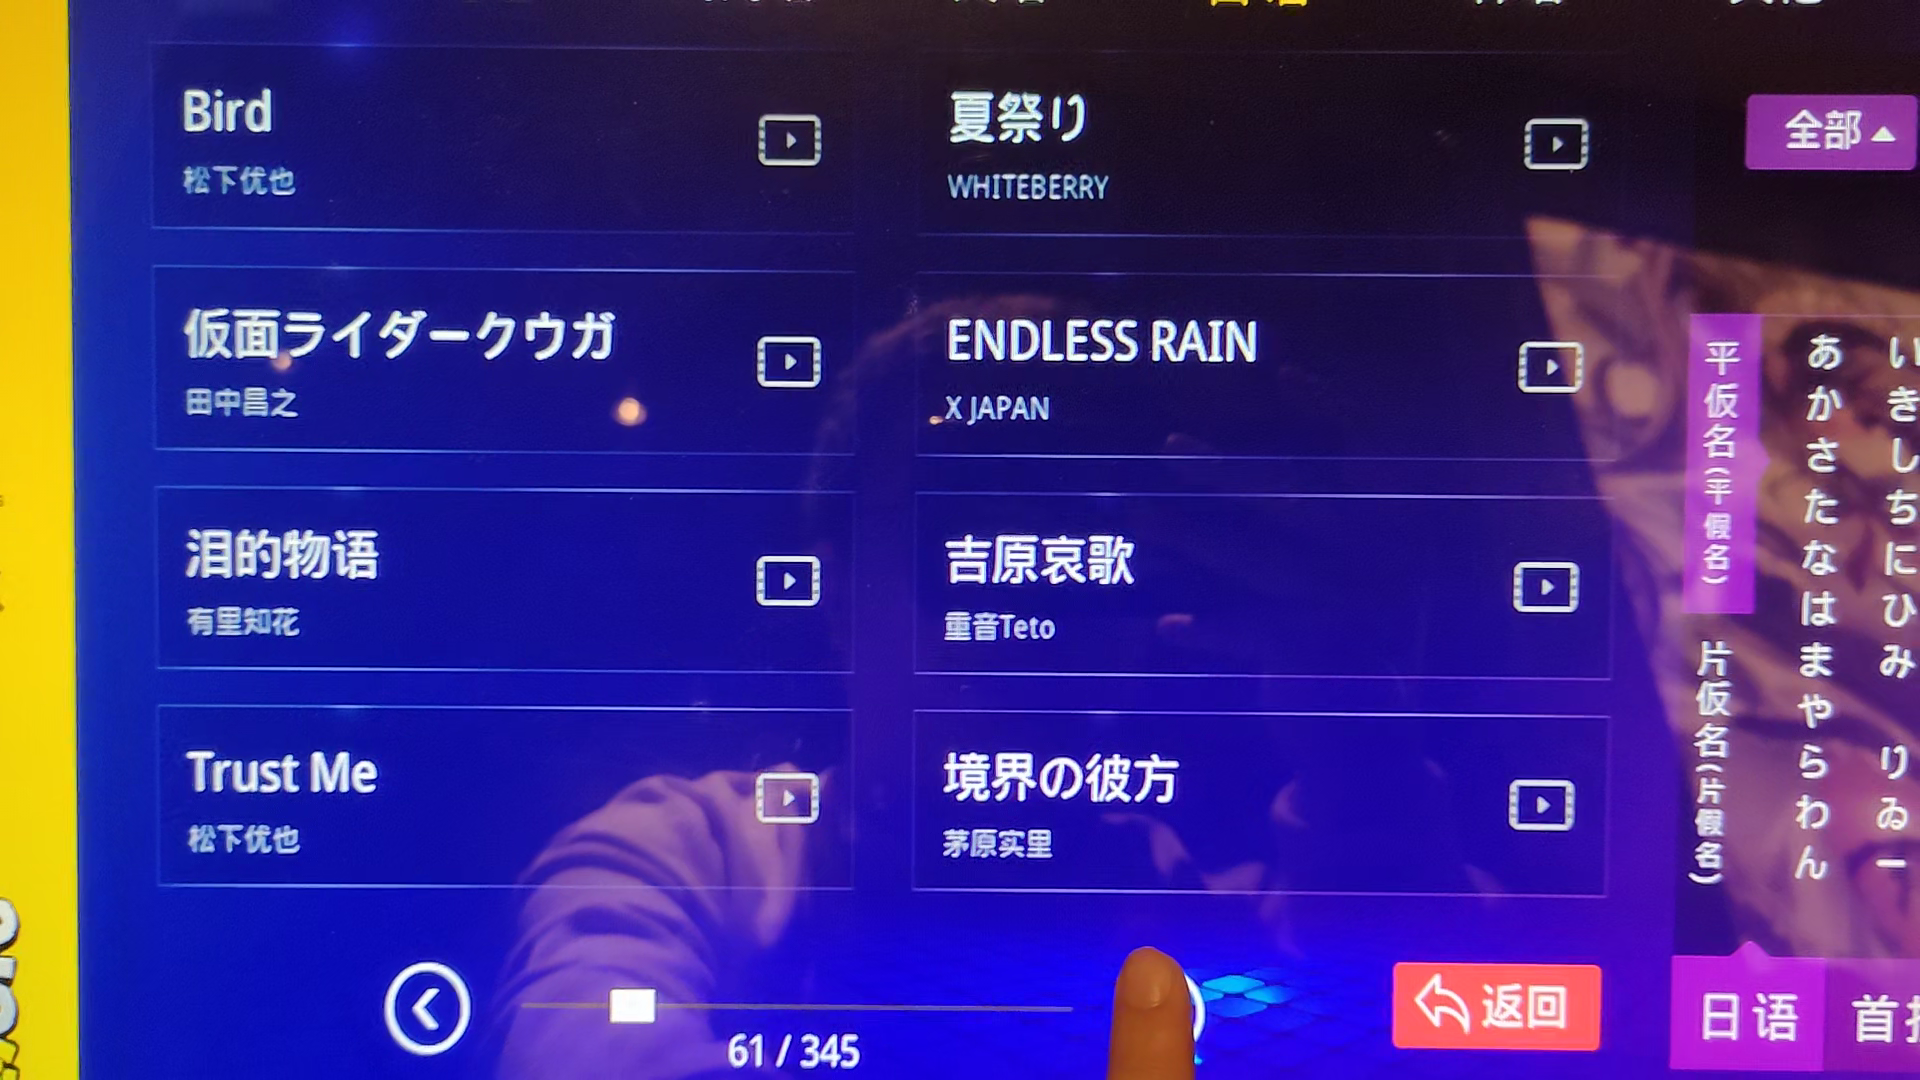 日语
Bird
松下优也
夏祭り
WHITEBERRY
仮面ライダークウガ
田中昌之
ENDLESS RAIN
X JAPAN
泪的物语
有里知花
吉原哀歌
重音Teto
Trust Me
松下优也
境界の彼方
茅原实里
61 / 345
返回
全部
平仮名(平假名)
片仮名(片假名)
あかさたなはまやらわん
いきしちにひみ りゐー
日语
首